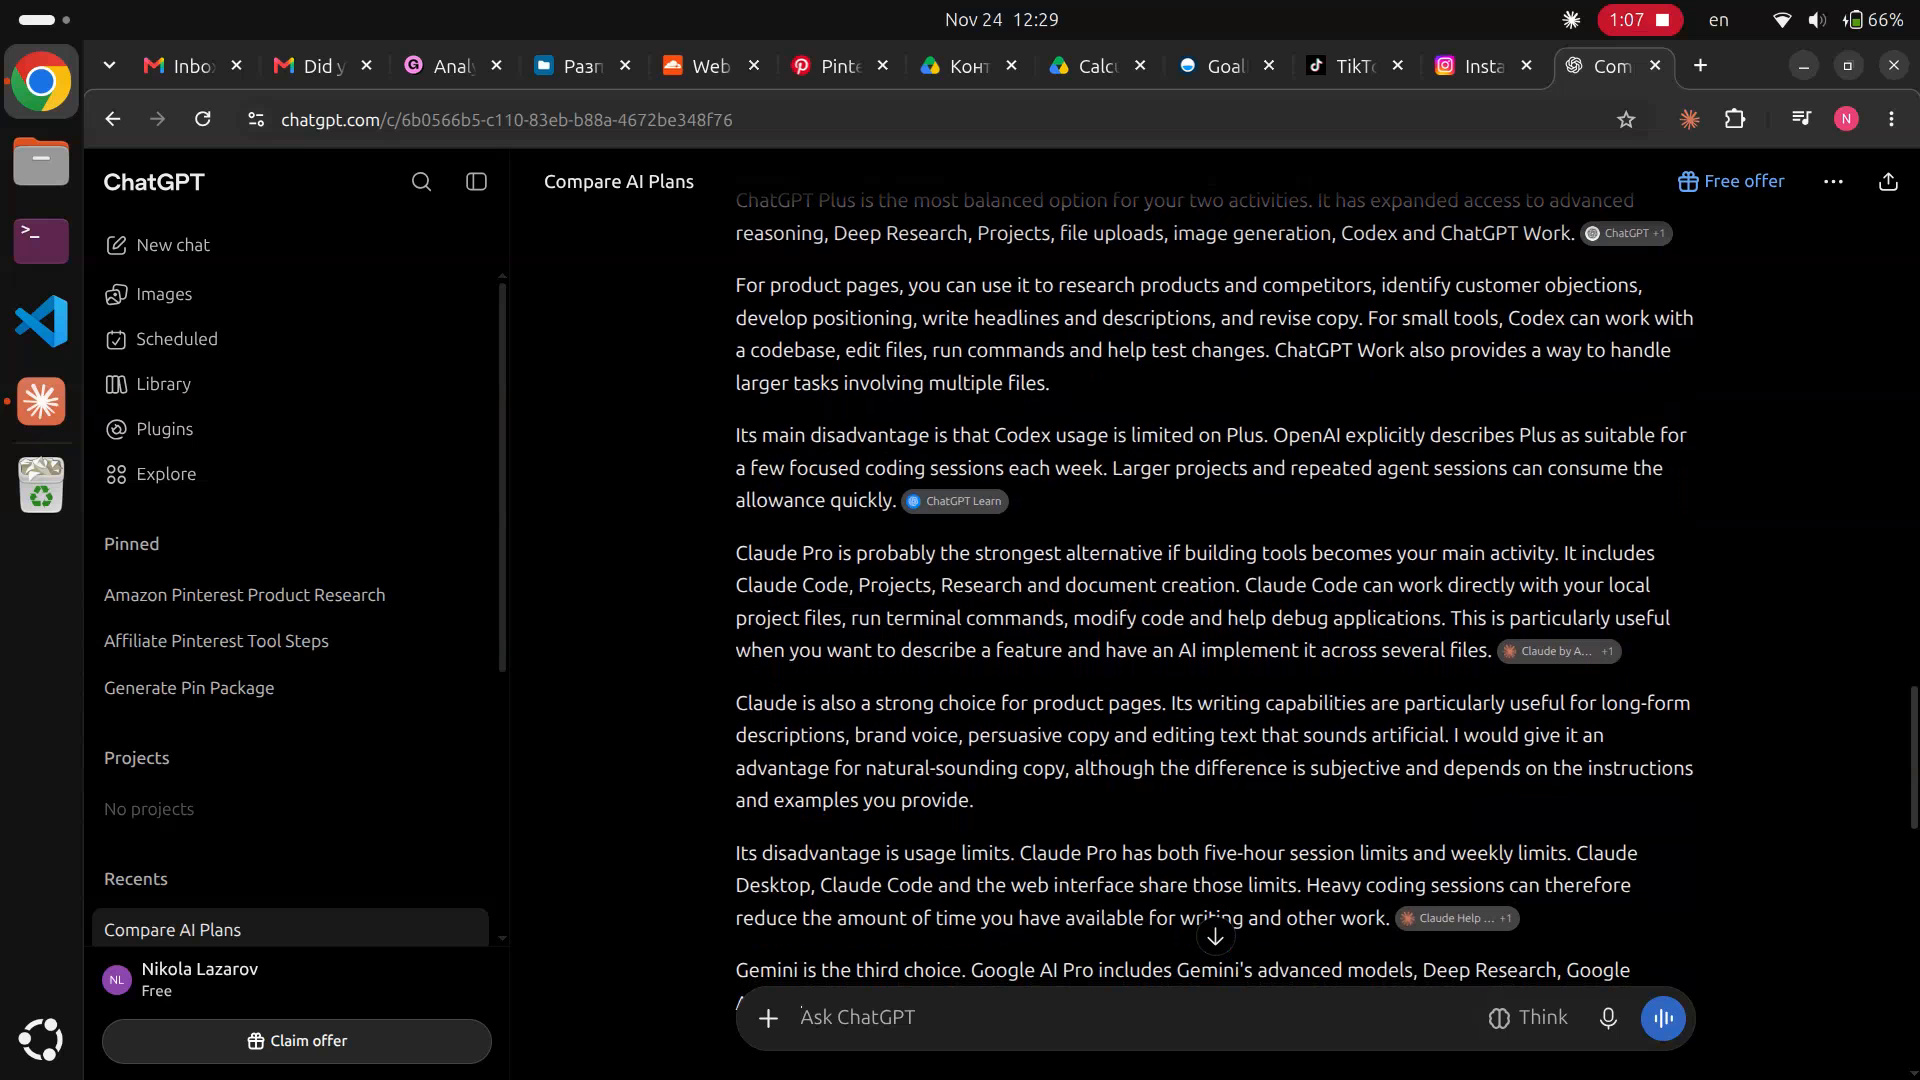 Nov 24 12:29
1:07
en
66%
Inbo
Did y
Anal
Разп
Web
Pint
Конт
Calc
Goal
TikT
Insta
Com
chatgpt.com/c/6b0566b5-c110-83eb-b88a-4672be348f76
N
ChatGPT
Compare AI Plans
Free offer
New chat
Images
Scheduled
Library
Plugins
Explore
Pinned
Amazon Pinterest Product Research
Affiliate Pinterest Tool Steps
Generate Pin Package
Projects
No projects
Recents
Compare AI Plans
NL
Nikola Lazarov
Free
Claim offer
ChatGPT Plus is the most balanced option for your two activities. It has expanded access to advanced
reasoning, Deep Research, Projects, file uploads, image generation, Codex and ChatGPT Work. ChatGPT +1
For product pages, you can use it to research products and competitors, identify customer objections,
develop positioning, write headlines and descriptions, and revise copy. For small tools, Codex can work with
a codebase, edit files, run commands and help test changes. ChatGPT Work also provides a way to handle
larger tasks involving multiple files.
Its main disadvantage is that Codex usage is limited on Plus. OpenAI explicitly describes Plus as suitable for
a few focused coding sessions each week. Larger projects and repeated agent sessions can consume the
allowance quickly. ChatGPT Learn
Claude Pro is probably the strongest alternative if building tools becomes your main activity. It includes
Claude Code, Projects, Research and document creation. Claude Code can work directly with your local
project files, run terminal commands, modify code and help debug applications. This is particularly useful
when you want to describe a feature and have an AI implement it across several files. Claude by A... +1
Claude is also a strong choice for product pages. Its writing capabilities are particularly useful for long-form
descriptions, brand voice, persuasive copy and editing text that sounds artificial. I would give it an
advantage for natural-sounding copy, although the difference is subjective and depends on the instructions
and examples you provide.
Its disadvantage is usage limits. Claude Pro has both five-hour session limits and weekly limits. Claude
Desktop, Claude Code and the web interface share those limits. Heavy coding sessions can therefore
reduce the amount of time you have available for writing and other work. Claude Help ... +1
Gemini is the third choice. Google AI Pro includes Gemini's advanced models, Deep Research, Google
Ask ChatGPT
Think